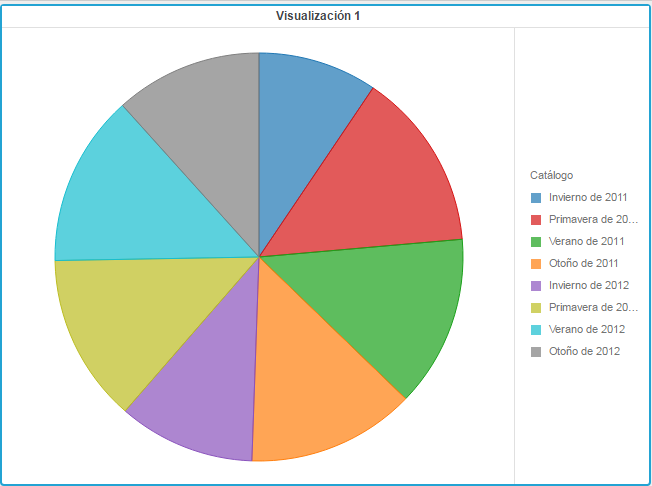 Visualización 1
Catálogo
Invierno de 2011
Primavera de 20...
Verano de 2011
Otoño de 2011
Invierno de 2012
Primavera de 20...
Verano de 2012
Otoño de 2012